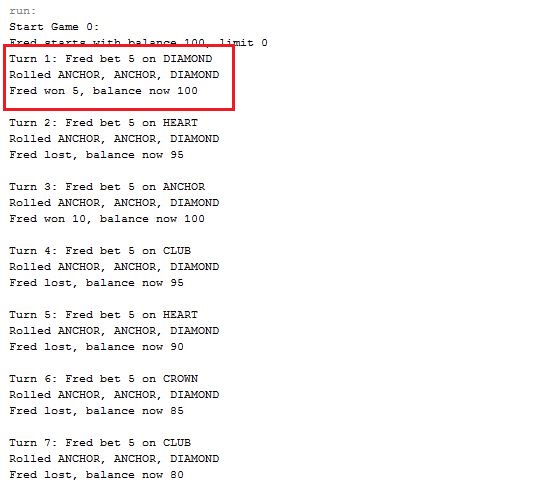 run:
Start Game 0:
Fred starts with balance 100, limit 0
Turn 1: Fred bet 5 on DIAMOND
Rolled ANCHOR, ANCHOR, DIAMOND
Fred won 5, balance now 100
Turn 2: Fred bet 5 on HEART
Rolled ANCHOR, ANCHOR, DIAMOND
Fred lost, balance now 95
Turn 3: Fred bet 5 on ANCHOR
Rolled ANCHOR, ANCHOR, DIAMOND
Fred won 10, balance now 100
Turn 4: Fred bet 5 on CLUB
Rolled ANCHOR, ANCHOR, DIAMOND
Fred lost, balance now 95
Turn 5: Fred bet 5 on HEART
Rolled ANCHOR, ANCHOR, DIAMOND
Fred lost, balance now 90
Turn 6: Fred bet 5 on CROWN
Rolled ANCHOR, ANCHOR, DIAMOND
Fred lost, balance now 85
Turn 7: Fred bet 5 on CLUB
Rolled ANCHOR, ANCHOR, DIAMOND
Fred lost, balance now 80